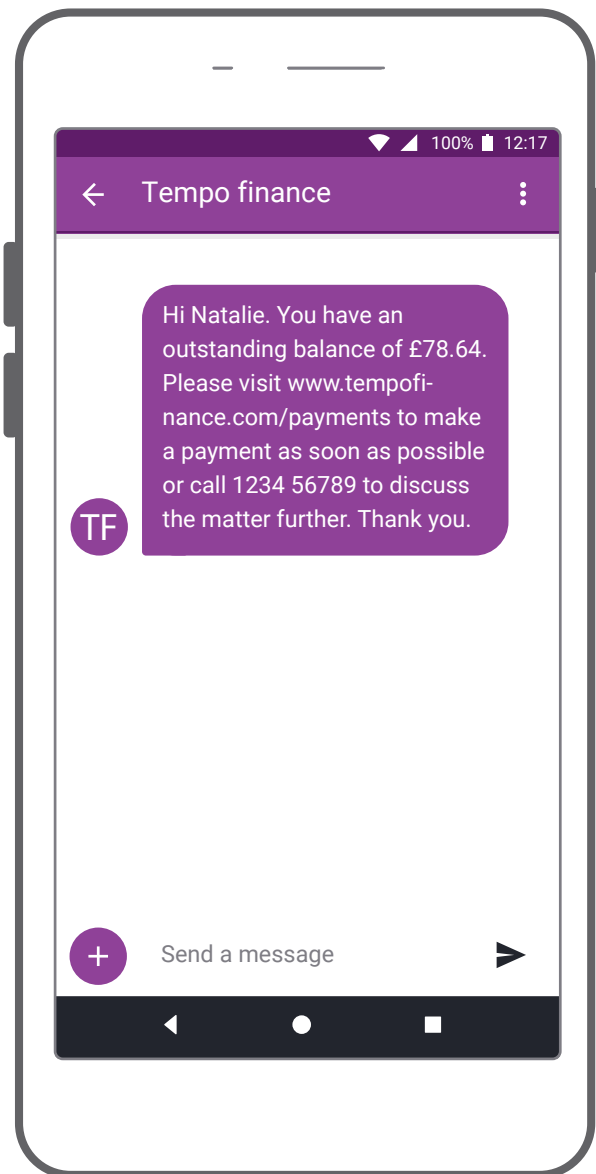 100% 12:17
Tempo finance
Hi Natalie. You have an
outstanding balance of £78.64.
Please visit www.tempofi-
nance.com/payments to make
a payment as soon as possible
or call 1234 56789 to discuss
the matter further. Thank you.
TF
Send a message